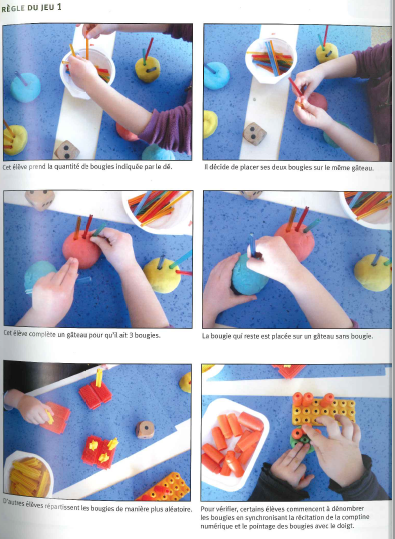 RÈGLE DU JEU 1
Cet élève prend la quantité de bougies indiquée par le dé.
Il décide de placer ses deux bougies sur le même gâteau.
Cet élève complète un gâteau pour qu'il ait 3 bougies.
La bougie qui reste est placée sur un gâteau sans bougie.
D'autres élèves répartissent les bougies de manière plus aléatoire.
Pour vérifier, certains élèves commencent à dénombrer
les bougies en synchronisant la récitation de la comptine
numérique et le pointage des bougies avec le doigt.